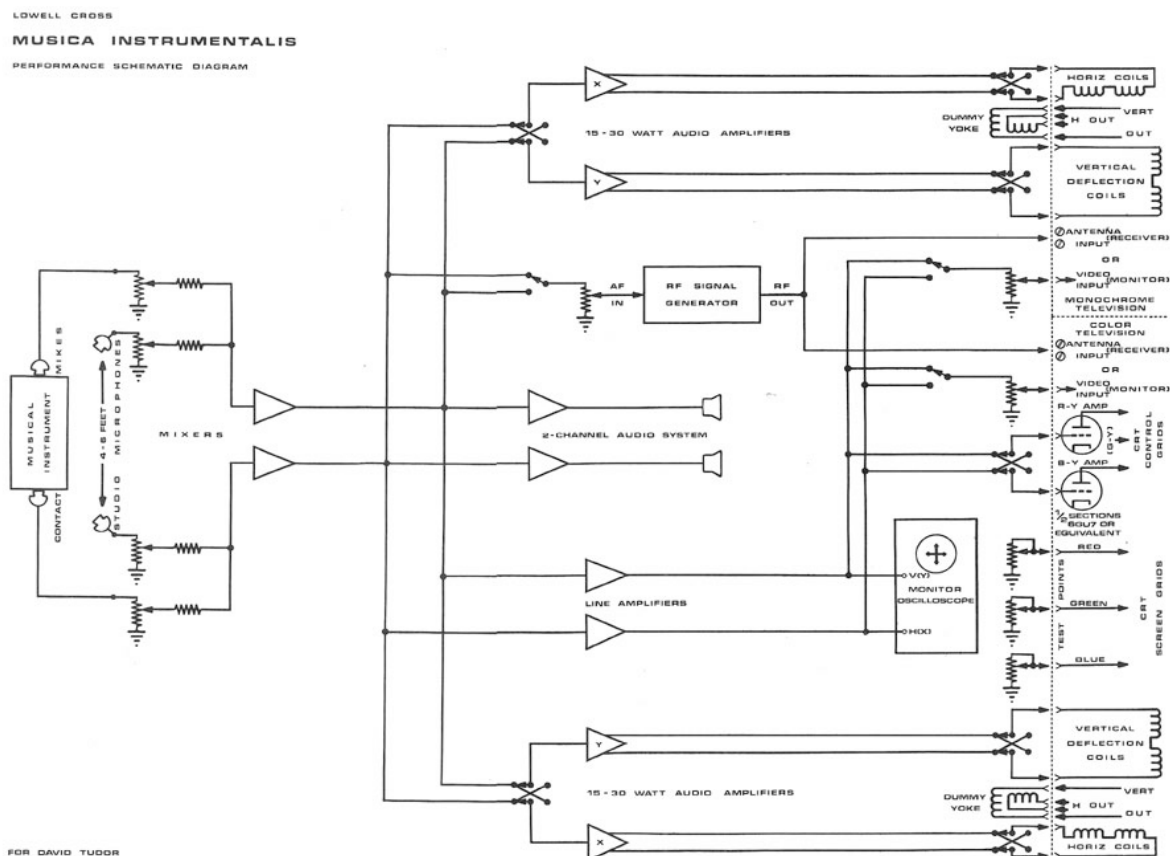 LOWELL CROSS
MUSICA INSTRUMENTALIS
PERFORMANCE SCHEMATIC DIAGRAM
X
15-30 WATT AUDIO AMPLIFIERS
Y
HORIZ COILS
DUMMY
YOKE
VERT
H OUT
OUT
VERTICAL
DEFLECTION
COILS
ANTENNA
INPUT
(RECEIVER)
OR
VIDEO
INPUT
(MONITOR)
MONOCHROME
TELEVISION
COLOR
TELEVISION
ANTENNA
INPUT
(RECEIVER)
OR
VIDEO
INPUT
(MONITOR)
AF
IN
RF SIGNAL
GENERATOR
RF
OUT
MIKES
MUSICAL
INSTRUMENT
CONTACT
4-6 FEET
STUDIO MICROPHONES
MIXERS
2-CHANNEL AUDIO SYSTEM
R-Y AMP
(G-Y)
B-Y AMP
CRT
CONTROL
GRIDS
1/2 SECTIONS
6GU7 OR
EQUIVALENT
LINE AMPLIFIERS
V(Y)
MONITOR
OSCILLOSCOPE
H(X)
RED
GREEN
BLUE
TEST POINTS
CRT
SCREEN GRIDS
Y
15-30 WATT AUDIO AMPLIFIERS
X
VERTICAL
DEFLECTION
COILS
DUMMY
YOKE
VERT
H OUT
OUT
HORIZ COILS
FOR DAVID TUDOR